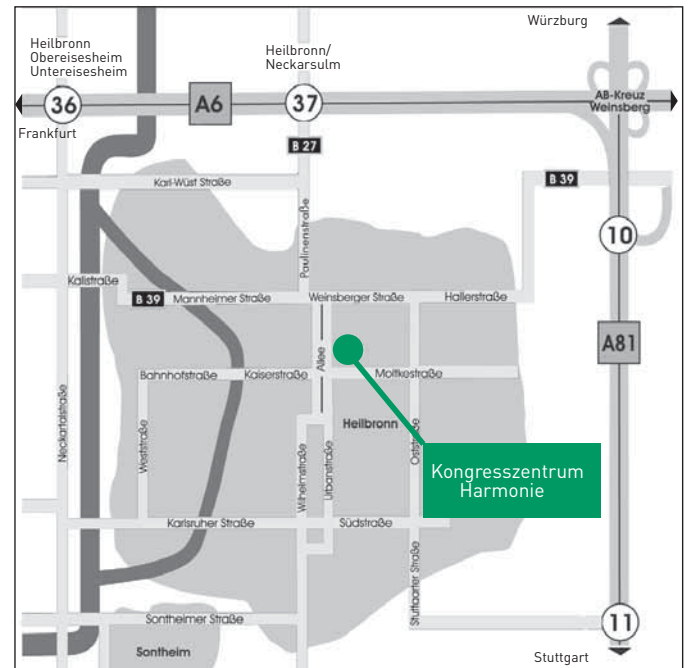 Würzburg
Heilbronn
Obereisesheim
Untereisesheim
Heilbronn/
Neckarsulm
36
A6
37
AB-Kreuz
Weinsberg
Frankfurt
B 27
Karl-Wüst Straße
B 39
Paulinenstraße
10
Kalistraße
B 39
Mannheimer Straße
Weinsberger Straße
Hallerstraße
A81
Allee
Bahnhofstraße
Kaiserstraße
Moltkestraße
Neckartalstraße
Weststraße
Heilbronn
Oststraße
Wilhelmstraße
Urbanstraße
Kongresszentrum
Harmonie
Karlsruher Straße
Südstraße
Stuttgarter Straße
Sontheimer Straße
11
Sontheim
Stuttgart